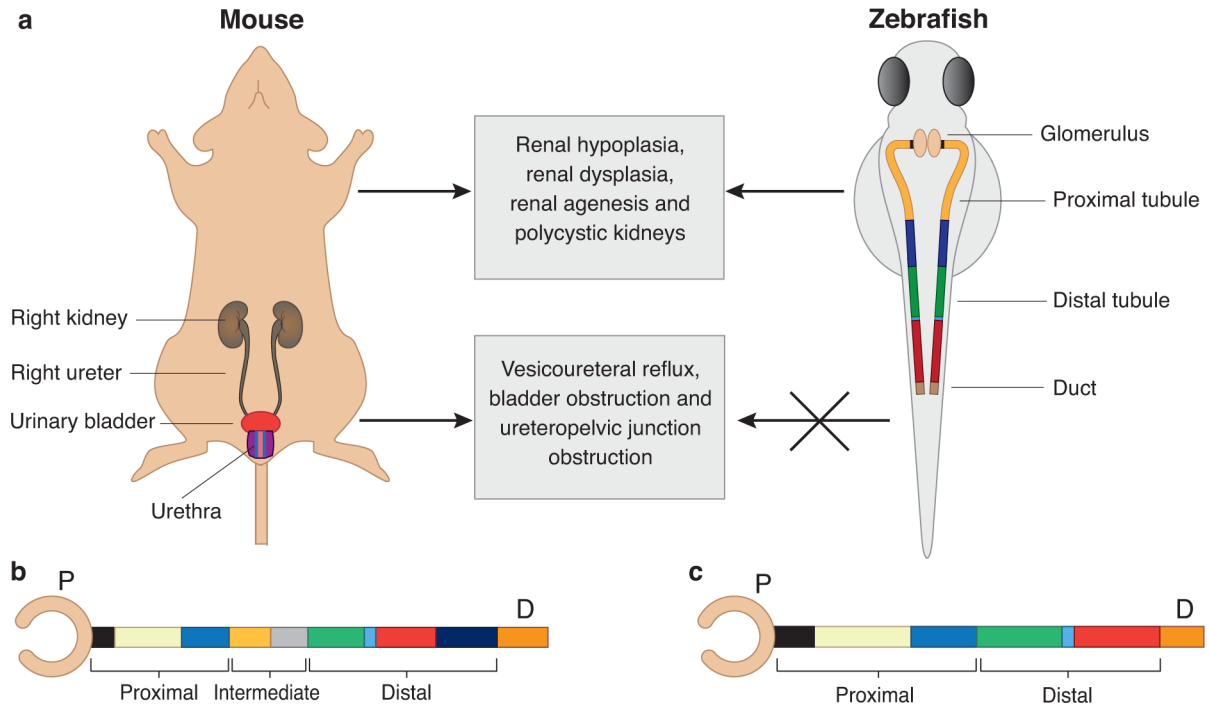 a
Mouse
Zebrafish
Renal hypoplasia,
renal dysplasia,
renal agenesis and
polycystic kidneys
Glomerulus
Proximal tubule
Distal tubule
Duct
Right kidney
Right ureter
Urinary bladder
Urethra
Vesicoureteral reflux,
bladder obstruction and
ureteropelvic junction
obstruction
b
P
D
Proximal
Intermediate
Distal
c
P
D
Proximal
Distal